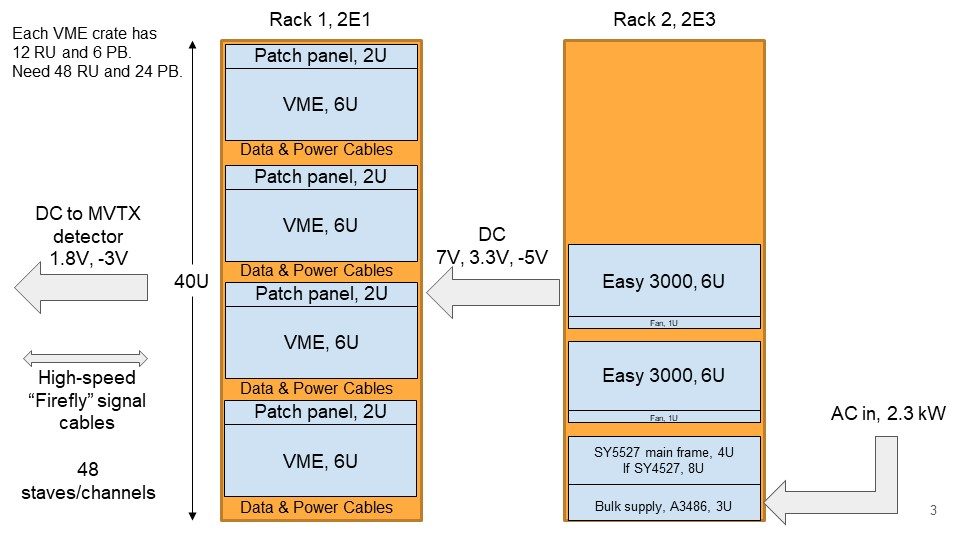 Each VME crate has
12 RU and 6 PB.
Need 48 RU and 24 PB.
Rack 1, 2E1
Patch panel, 2U
VME, 6U
Data & Power Cables
Patch panel, 2U
VME, 6U
Data & Power Cables
Patch panel, 2U
VME, 6U
Data & Power Cables
Patch panel, 2U
VME, 6U
Data & Power Cables
40U
DC to MVTX
detector
1.8V, -3V
High-speed
“Firefly” signal
cables
48
staves/channels
DC
7V, 3.3V, -5V
Rack 2, 2E3
Easy 3000, 6U
Fan, 1U
Easy 3000, 6U
Fan, 1U
SY5527 main frame, 4U
If SY4527, 8U
Bulk supply, A3486, 3U
AC in, 2.3 kW
3